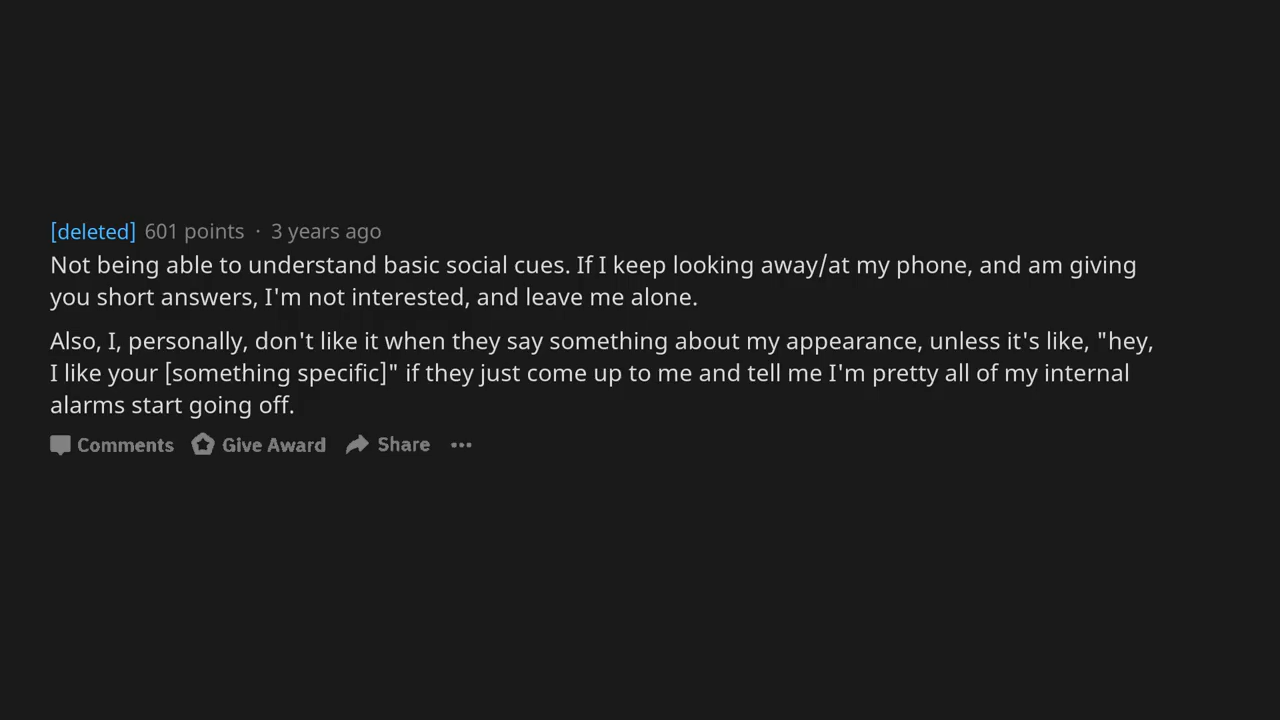 [deleted] 601 points · 3 years ago
Not being able to understand basic social cues. If I keep looking away/at my phone, and am giving
you short answers, I'm not interested, and leave me alone.
Also, I, personally, don't like it when they say something about my appearance, unless it's like, "hey,
I like your [something specific]" if they just come up to me and tell me I'm pretty all of my internal
alarms start going off.
Comments Give Award Share ···